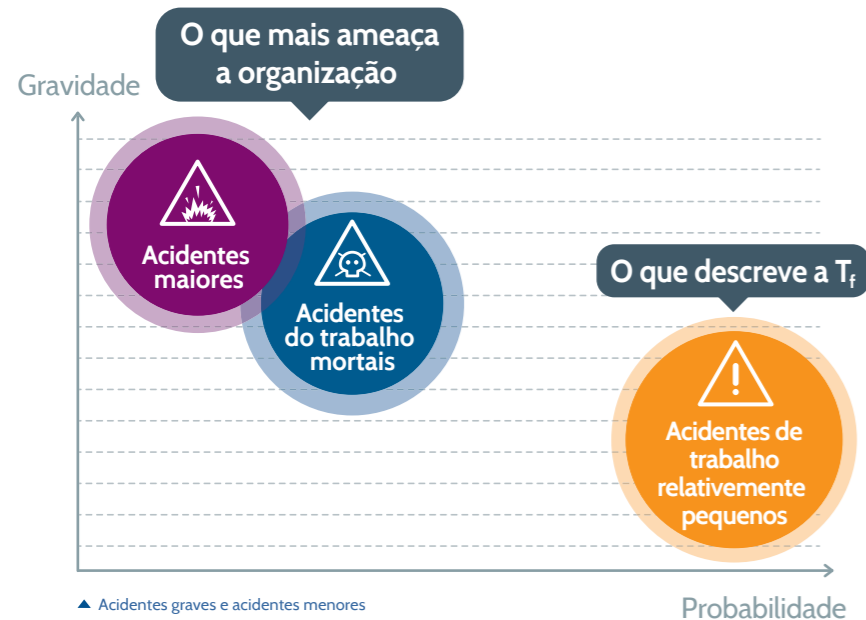 O que mais ameaça
a organização
Gravidade
Acidentes
maiores
Acidentes
do trabalho
mortais
O que descreve a Tf
!
Acidentes de
trabalho
relativamente
pequenos
▲ Acidentes graves e acidentes menores
Probabilidade